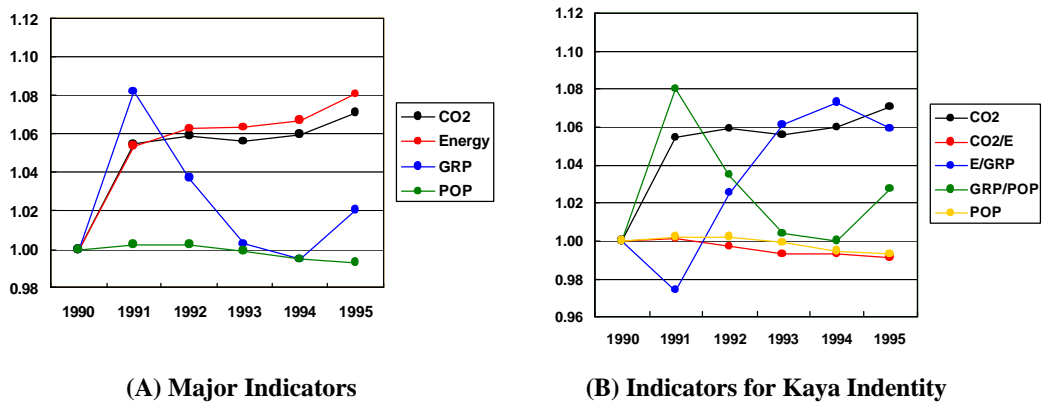 1.12
1.10
1.08
1.06
1.04
1.02
1.00
0.98
1990 1991 1992 1993 1994 1995
CO2
Energy
GRP
POP
(A) Major Indicators
1.12
1.10
1.08
1.06
1.04
1.02
1.00
0.98
0.96
1990 1991 1992 1993 1994 1995
CO2
CO2/E
E/GRP
GRP/POP
POP
(B) Indicators for Kaya Indentity